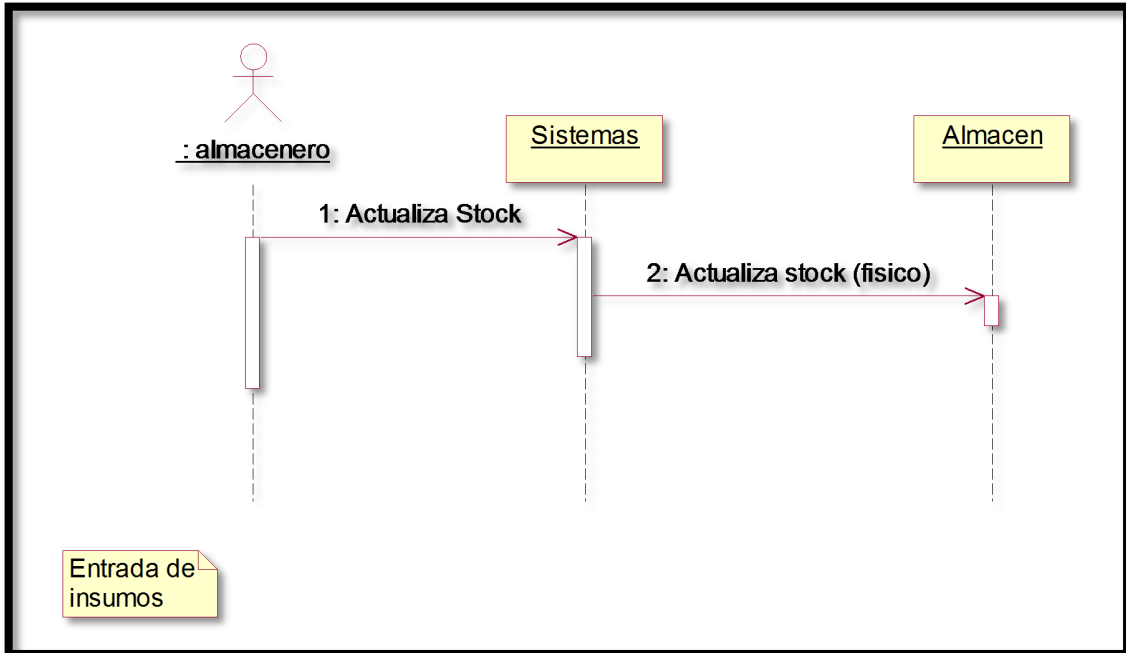 : almacenero
Sistemas
Almacen
1: Actualiza Stock
2: Actualiza stock (fisico)
Entrada de
insumos